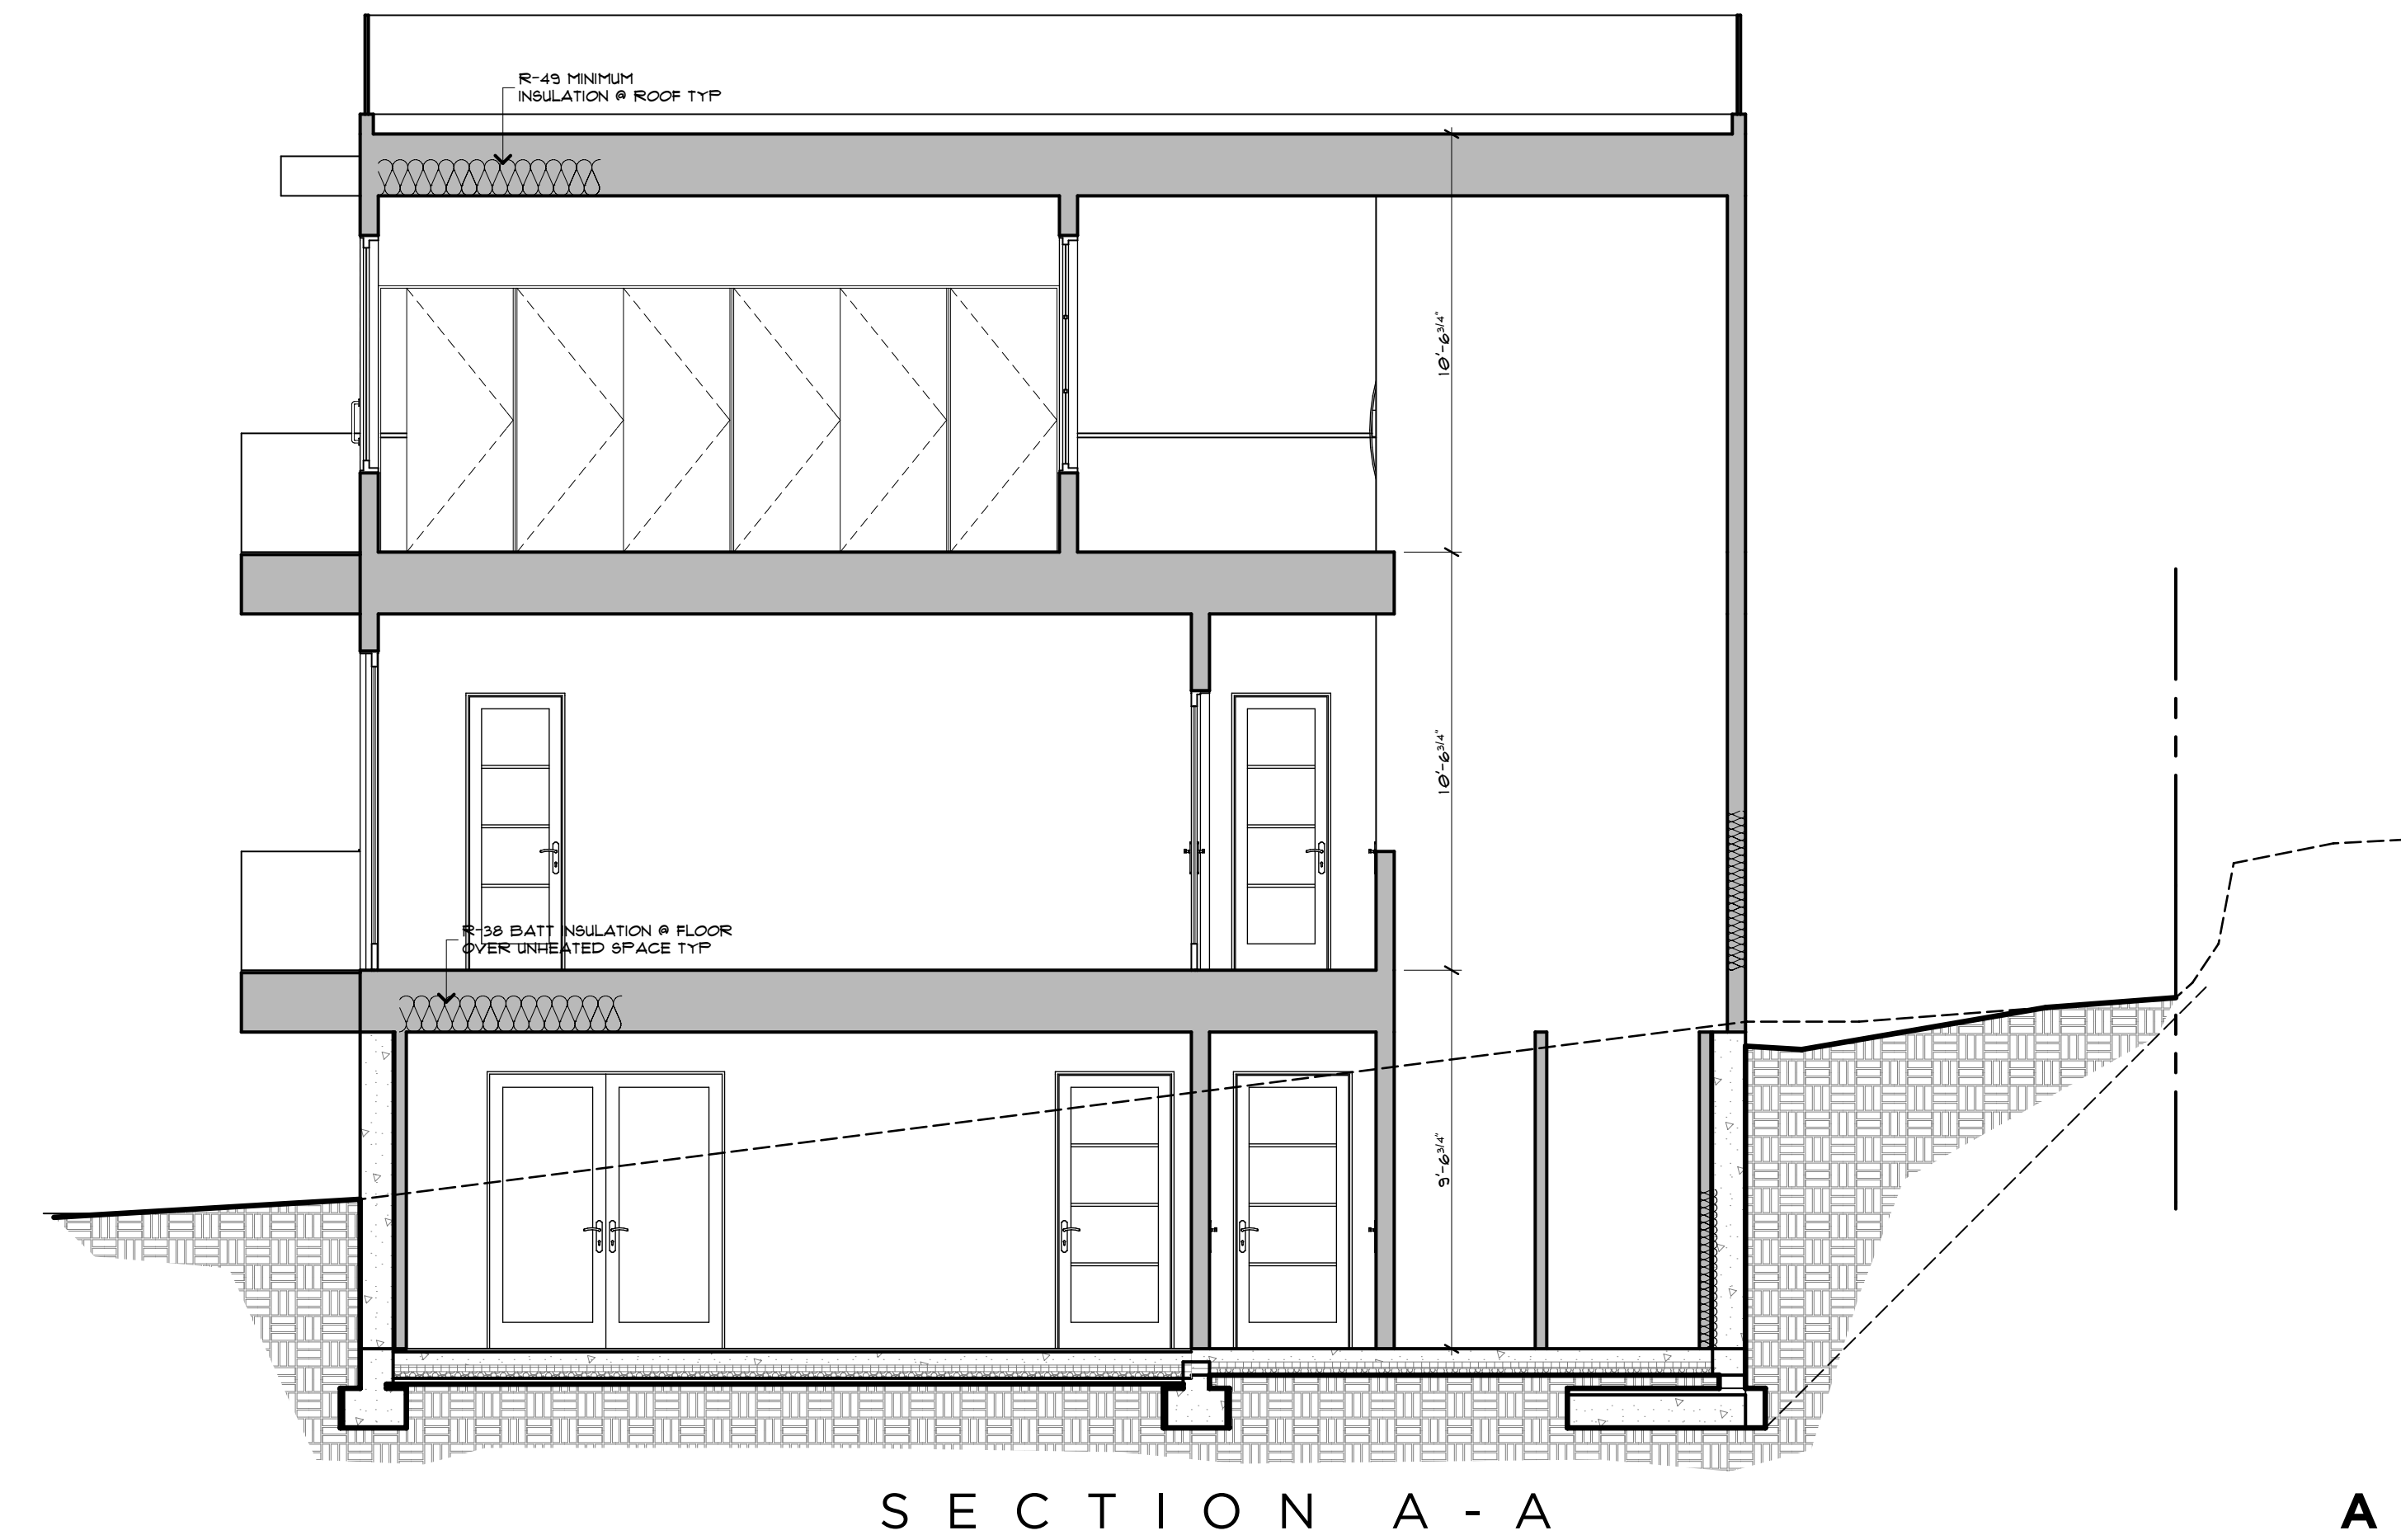 R-49 MINIMUM
INSULATION @ ROOF TYP
10'-6 3/4"
10'-6 3/4"
R-38 BATT INSULATION @ FLOOR
OVER UNHEATED SPACE TYP
9'-6 3/4"
SECTION A-A
A